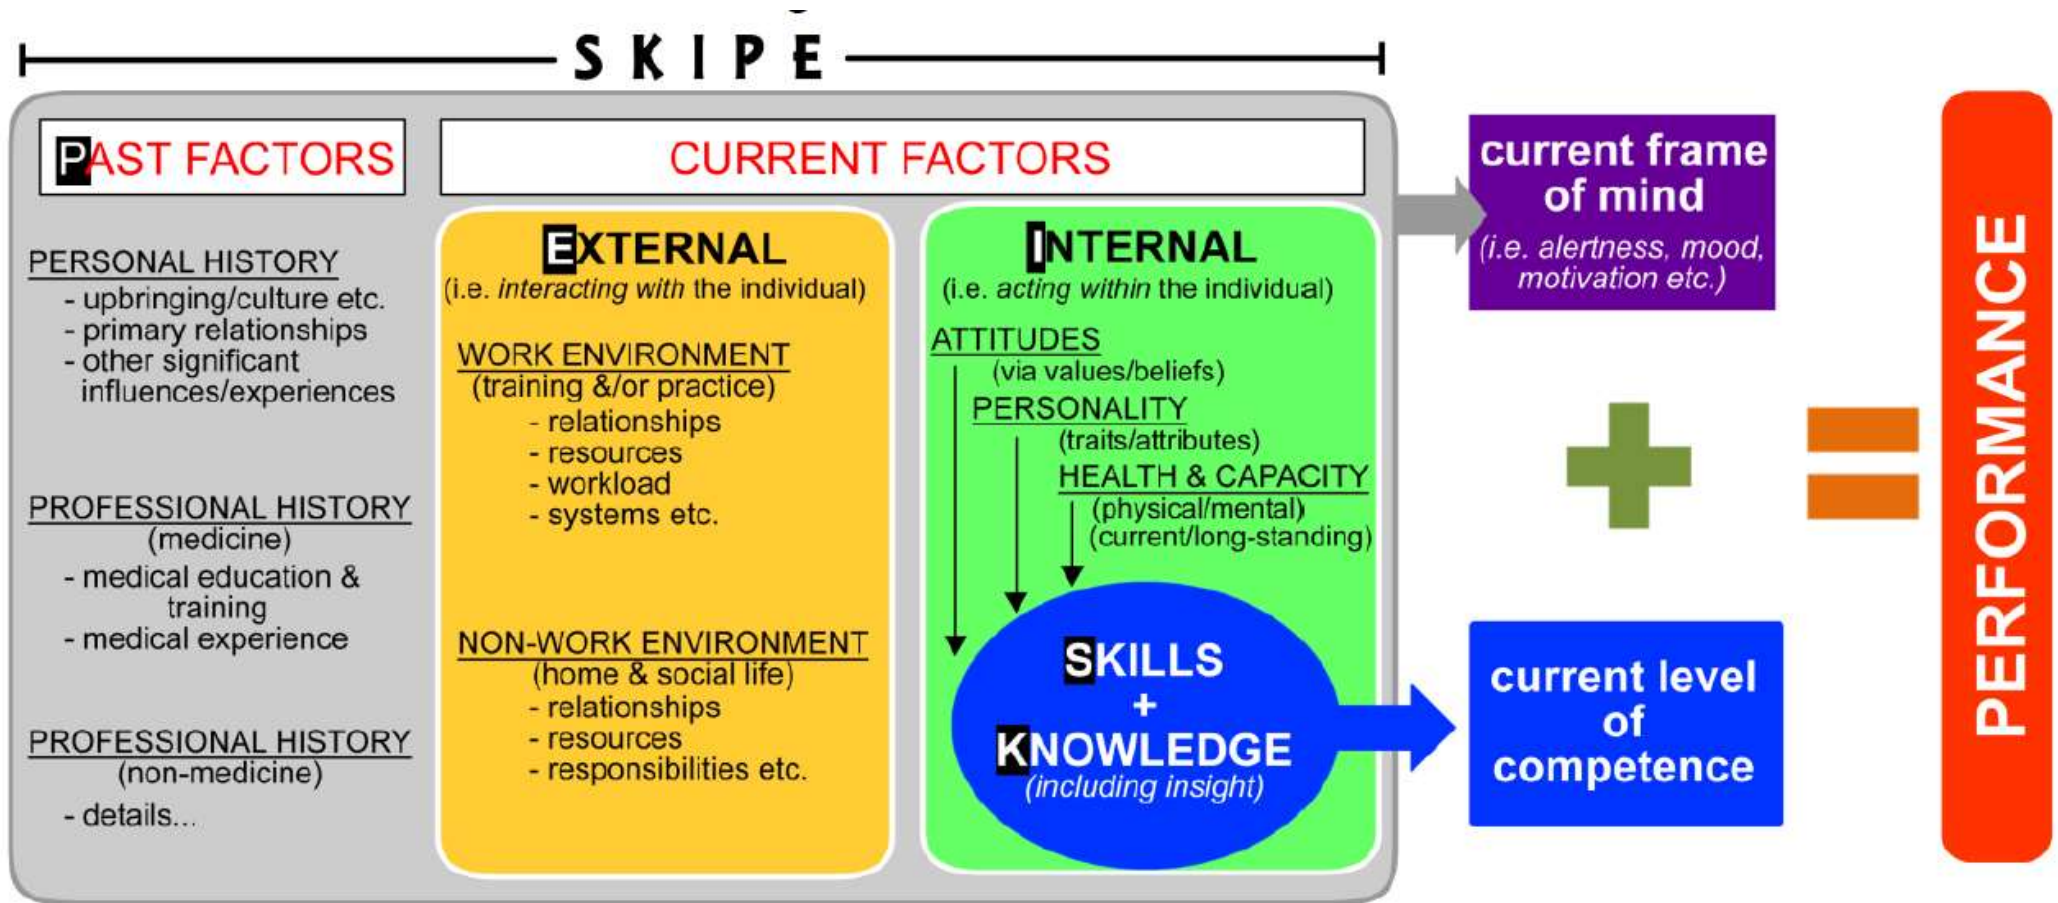 S K I P E
PAST FACTORS
PERSONAL HISTORY
- upbringing/culture etc.
- primary relationships
- other significant
influences/experiences
PROFESSIONAL HISTORY
(medicine)
- medical education &
training
- medical experience
PROFESSIONAL HISTORY
(non-medicine)
- details...
CURRENT FACTORS
EXTERNAL
(i.e. interacting with the individual)
WORK ENVIRONMENT
(training &/or practice)
- relationships
- resources
- workload
- systems etc.
NON-WORK ENVIRONMENT
(home & social life)
- relationships
- resources
- responsibilities etc.
INTERNAL
(i.e. acting within the individual)
ATTITUDES
(via values/beliefs)
PERSONALITY
(traits/attributes)
HEALTH & CAPACITY
(physical/mental)
(current/long-standing)
SKILLS
+
KNOWLEDGE
(including insight)
current frame
of mind
(i.e. alertness, mood,
motivation etc.)
current level
of
competence
PERFORMANCE